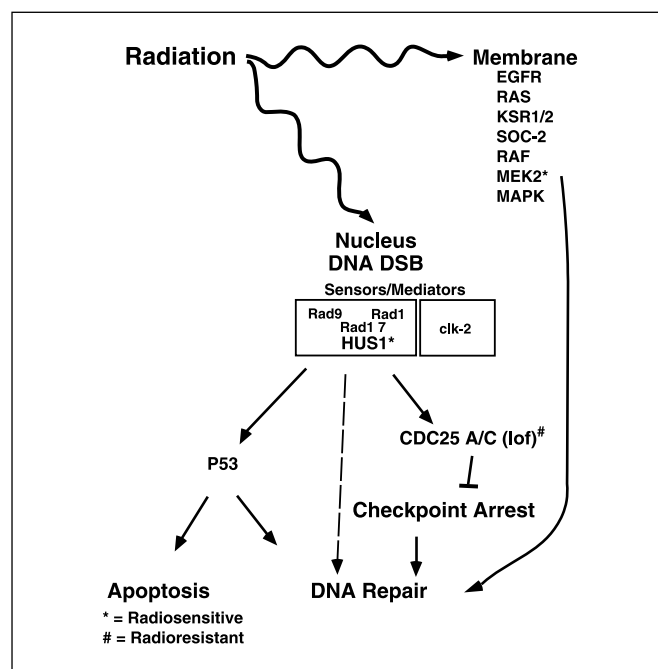 Radiation
Membrane
EGFR
RAS
KSR1/2
SOC-2
RAF
MEK2*
MAPK
Nucleus
DNA DSB
Sensors/Mediators
Rad9 Rad1
Rad1 7
HUS1*
clk-2
CDC25 A/C (lof)#
P53
Checkpoint Arrest
Apoptosis
DNA Repair
* = Radiosensitive
# = Radioresistant